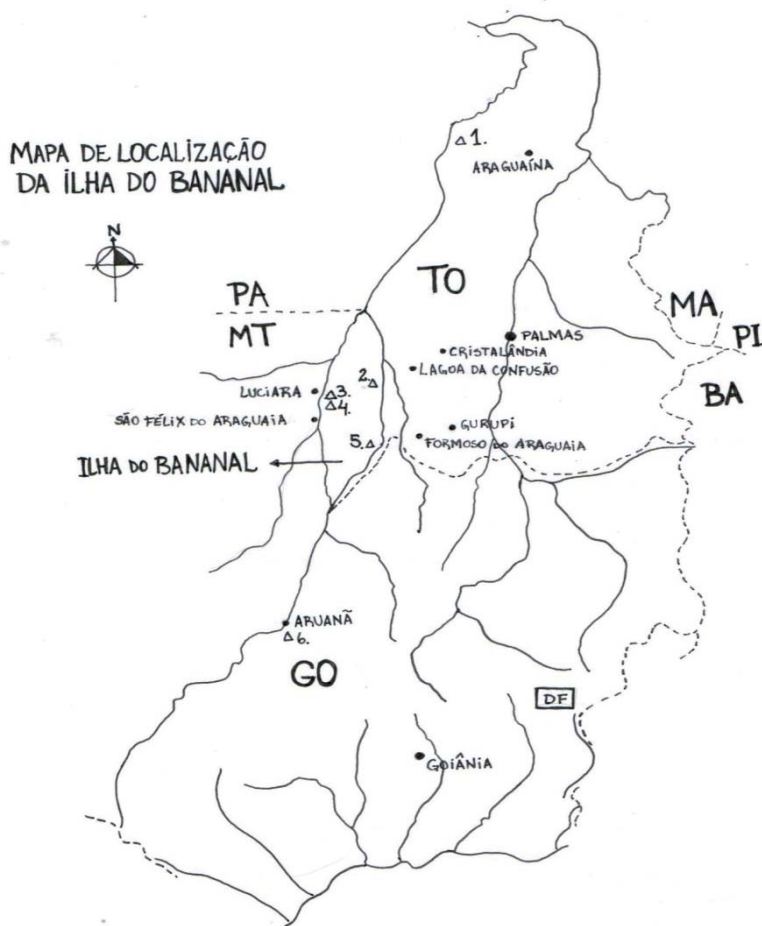 MAPA DE LOCALIZAÇÃO
DA ILHA DO BANANAL
N
1.
ARAGUAÍNA
PA
TO
MT
MA
PI
PALMAS
CRISTALÂNDIA
LAGOA DA CONFUSÃO
BA
2.
LUCIARA
3.
4.
SÃO FÉLIX DO ARAGUAIA
GURUPI
5.
FORMOSO DO ARAGUAIA
ILHA DO BANANAL
ARUANÃ
6.
GO
DF
GOIÂNIA